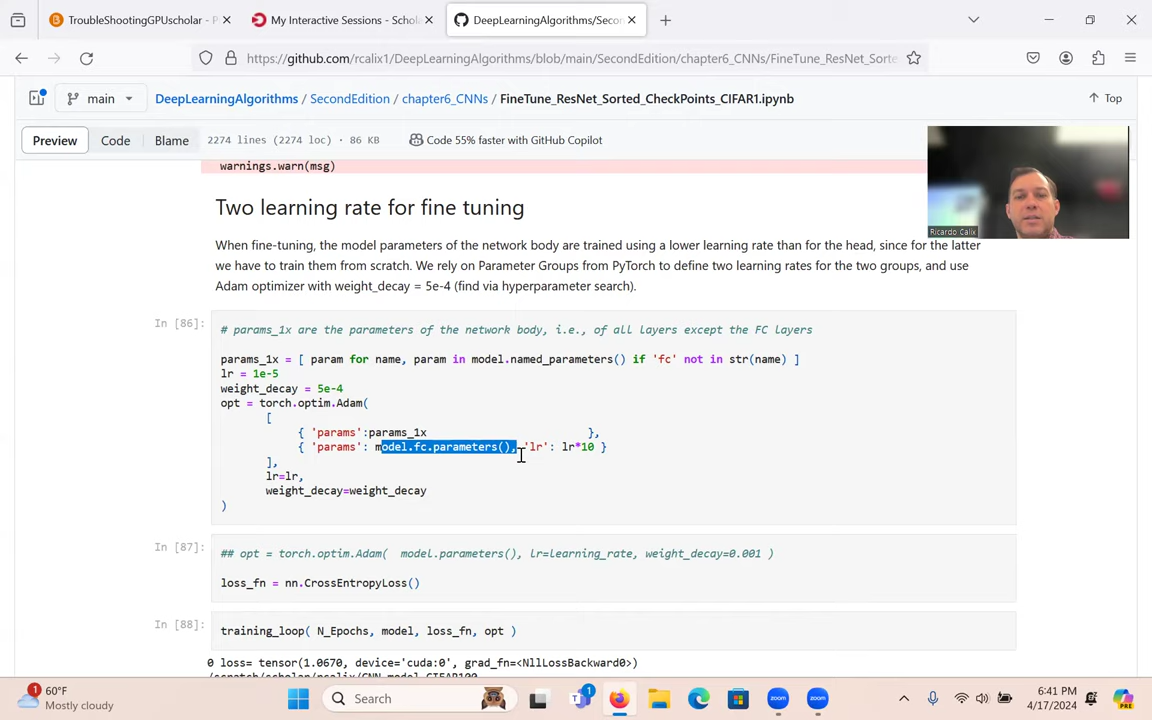 TroubleShootingGPUscholar - P
My Interactive Sessions - Schola
DeepLearningAlgorithms/Secon
https://github.com/rcalix1/DeepLearningAlgorithms/blob/main/SecondEdition/chapter6_CNNs/FineTune_ResNet_Sorte
main
DeepLearningAlgorithms / SecondEdition / chapter6_CNNs / FineTune_ResNet_Sorted_CheckPoints_CIFAR1.ipynb
Top
Preview
Code
Blame
2274 lines (2274 loc) · 86 KB
Code 55% faster with GitHub Copilot
warnings.warn(msg)
Ricardo Calix
Two learning rate for fine tuning
When fine-tuning, the model parameters of the network body are trained using a lower learning rate than for the head, since for the latter
we have to train them from scratch. We rely on Parameter Groups from PyTorch to define two learning rates for the two groups, and use
Adam optimizer with weight_decay = 5e-4 (find via hyperparameter search).
In [86]:
# params_1x are the parameters of the network body, i.e., of all layers except the FC layers
params_1x = [ param for name, param in model.named_parameters() if 'fc' not in str(name) ]
lr = 1e-5
weight_decay = 5e-4
opt = torch.optim.Adam(
[
{ 'params':params_1x },
{ 'params': model.fc.parameters(), 'lr': lr*10 }
],
lr=lr,
weight_decay=weight_decay
)
In [87]:
## opt = torch.optim.Adam( model.parameters(), lr=learning_rate, weight_decay=0.001 )
loss_fn = nn.CrossEntropyLoss()
In [88]:
training_loop( N_Epochs, model, loss_fn, opt )
0 loss= tensor(1.0670, device='cuda:0', grad_fn=<NllLossBackward0>)
/scratch/scholar/rcalix/CNN_model_CIFAR100
1
60°F
Mostly cloudy
Search
1
zoom
zoom
6:41 PM
4/17/2024
PRE